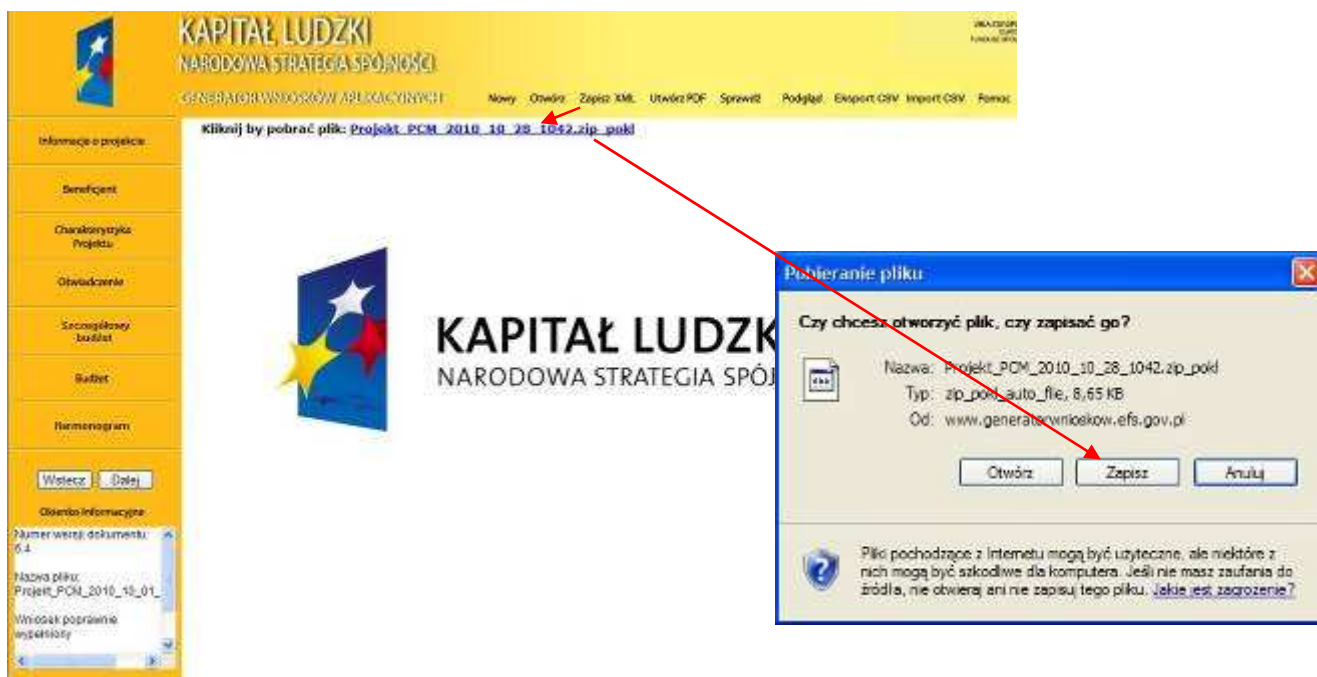 KAPITAŁ LUDZKI
NARODOWA STRATEGIA SPÓJNOŚCI
GENERATOR WNIOSKÓW APLIKACYJNYCH
Nowy Otwórz Zapisz XML Utwórz PDF Sprawdź Podgląd Eksport CSV Import CSV Pomoc
Kliknij by pobrać plik: Projekt_PCM_2010_10_28_1042.zip_pokl
Informacje o projekcie
Beneficjent
Charakterystyka
Projektu
Oświadczenie
Szczegółowy
budżet
Budżet
Harmonogram
Wstecz Dalej
Okienko informacyjne
Numer wersji dokumentu:
6.4
Nazwa pliku:
Projekt_PCM_2010_10_01_
Wniosek poprawnie
wypełniony
KAPITAŁ LUDZK
NARODOWA STRATEGIA SPÓJ
Pobieranie pliku
Czy chcesz otworzyć plik, czy zapisać go?
Nazwa: Projekt_PCM_2010_10_28_1042.zip_pokl
Typ: zip_pokl_auto_file, 8,65 KB
Od: www.generatorwnioskow.efs.gov.pl
Otwórz Zapisz Anuluj
Pliki pochodzące z Internetu mogą być użyteczne, ale niektóre z
nich mogą być szkodliwe dla komputera. Jeśli nie masz zaufania do
źródła, nie otwieraj ani nie zapisuj tego pliku. Jakie jest zagrożenie?